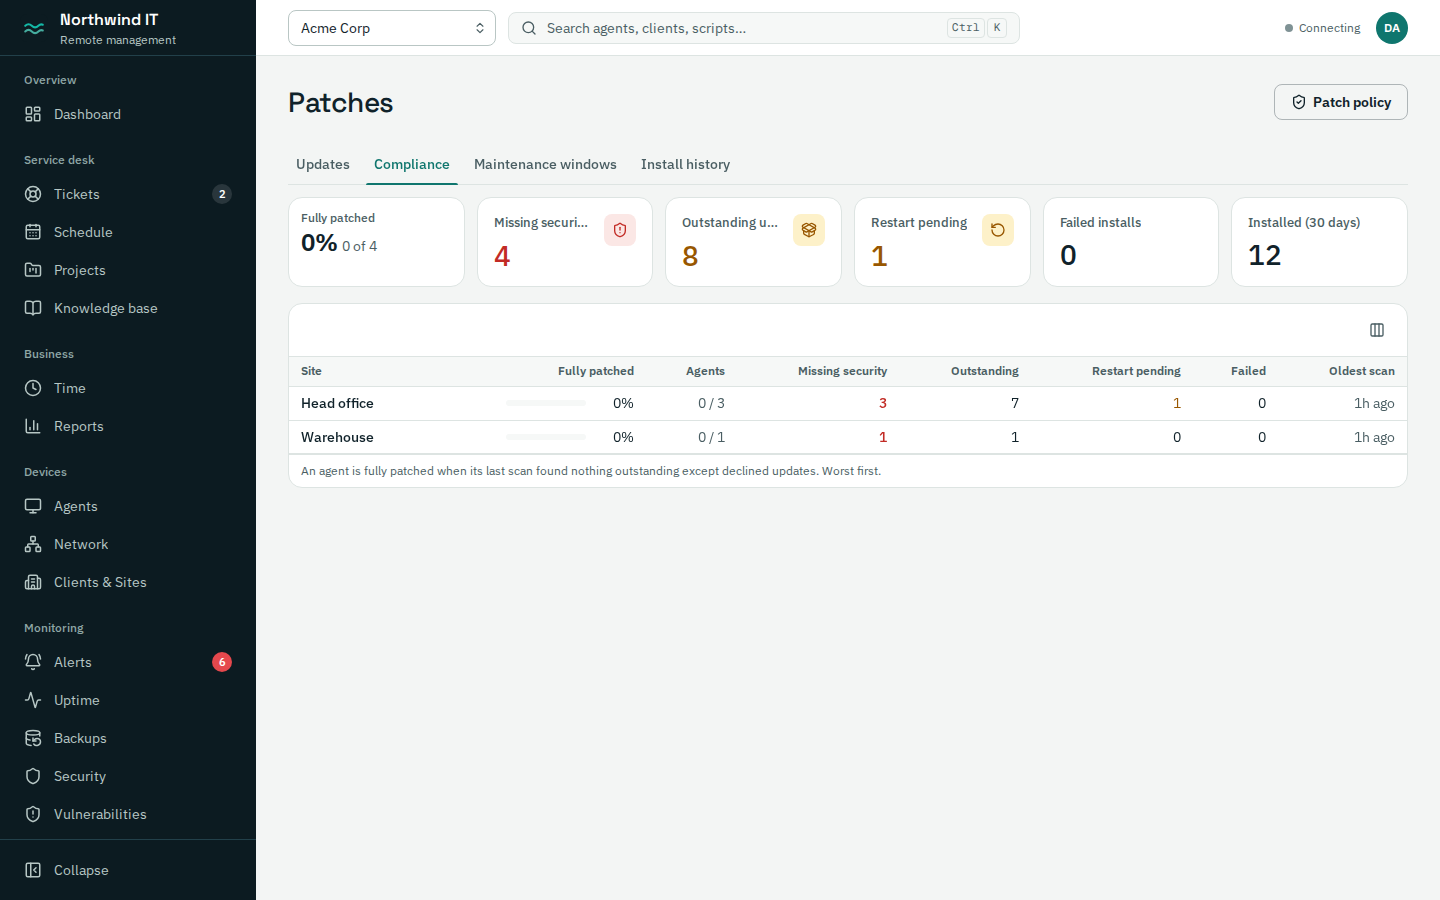 Northwind IT
Remote management
Acme Corp
Search agents, clients, scripts...
Ctrl K
Connecting
DA
Overview
Dashboard
Service desk
Tickets 2
Schedule
Projects
Knowledge base
Business
Time
Reports
Devices
Agents
Network
Clients & Sites
Monitoring
Alerts 6
Uptime
Backups
Security
Vulnerabilities
Collapse
Patches
Patch policy
Updates Compliance Maintenance windows Install history
Fully patched
0% 0 of 4
Missing securi...
4
Outstanding u...
8
Restart pending
1
Failed installs
0
Installed (30 days)
12
Site Fully patched Agents Missing security Outstanding Restart pending Failed Oldest scan
Head office 0% 0 / 3 3 7 1 0 1h ago
Warehouse 0% 0 / 1 1 1 0 0 1h ago
An agent is fully patched when its last scan found nothing outstanding except declined updates. Worst first.